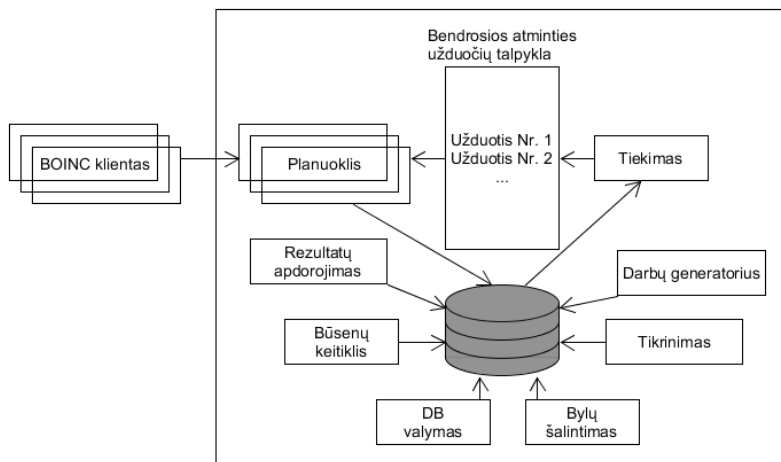 Bendrosios atminties
užduočių talpykla
BOINC klientas
Planuoklis
Užduotis Nr. 1
Užduotis Nr. 2
...
Tiekimas
Rezultatų
apdorojimas
Darbų generatorius
Būsenų
keitiklis
Tikrinimas
DB
valymas
Bylų
šalintimas